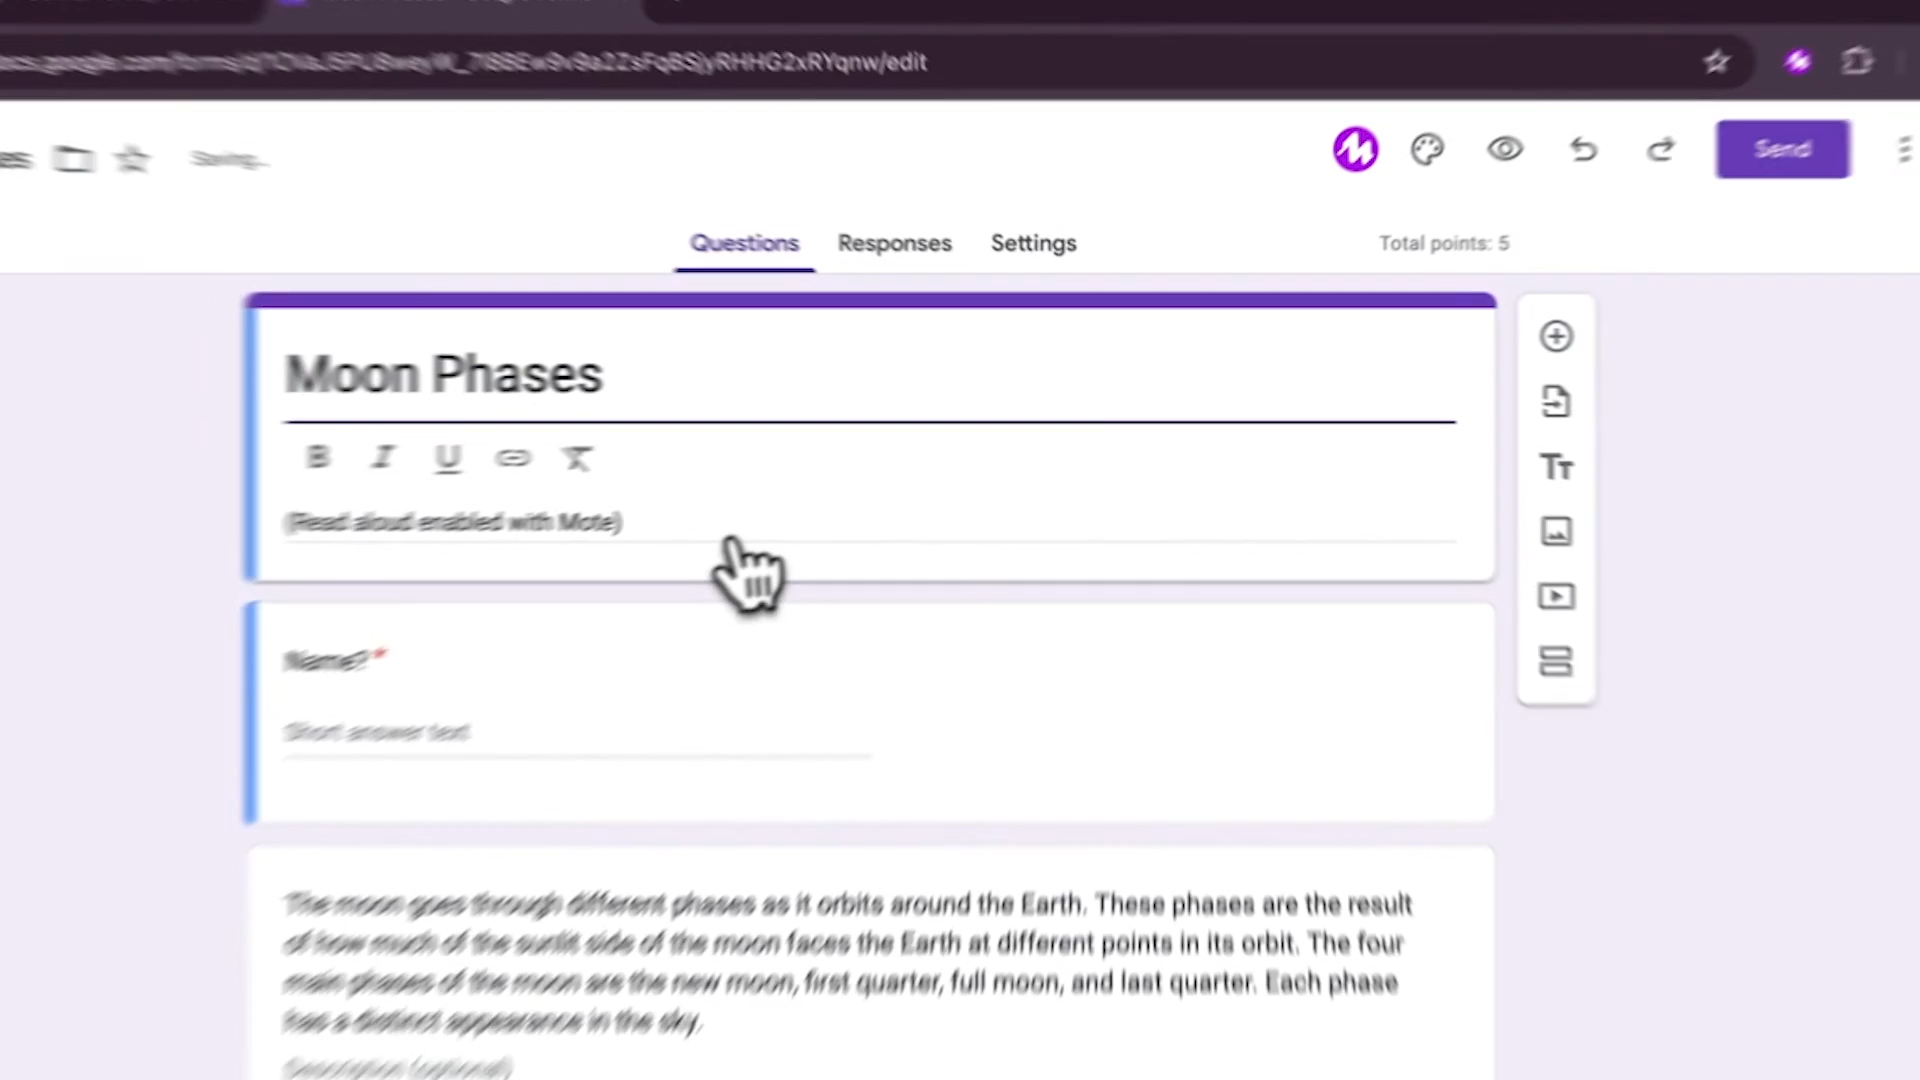 /edit
Saving...
Send
Questions Responses Settings Total points: 5
Moon Phases
B I U
(Read aloud enabled with Mote)
Name? *
Short answer text
The moon goes through different phases as it orbits around the Earth. These phases are the result
of how much of the sunlit side of the moon faces the Earth at different points in its orbit. The four
main phases of the moon are the new moon, first quarter, full moon, and last quarter. Each phase
has a distinct appearance in the sky.
Description (optional)